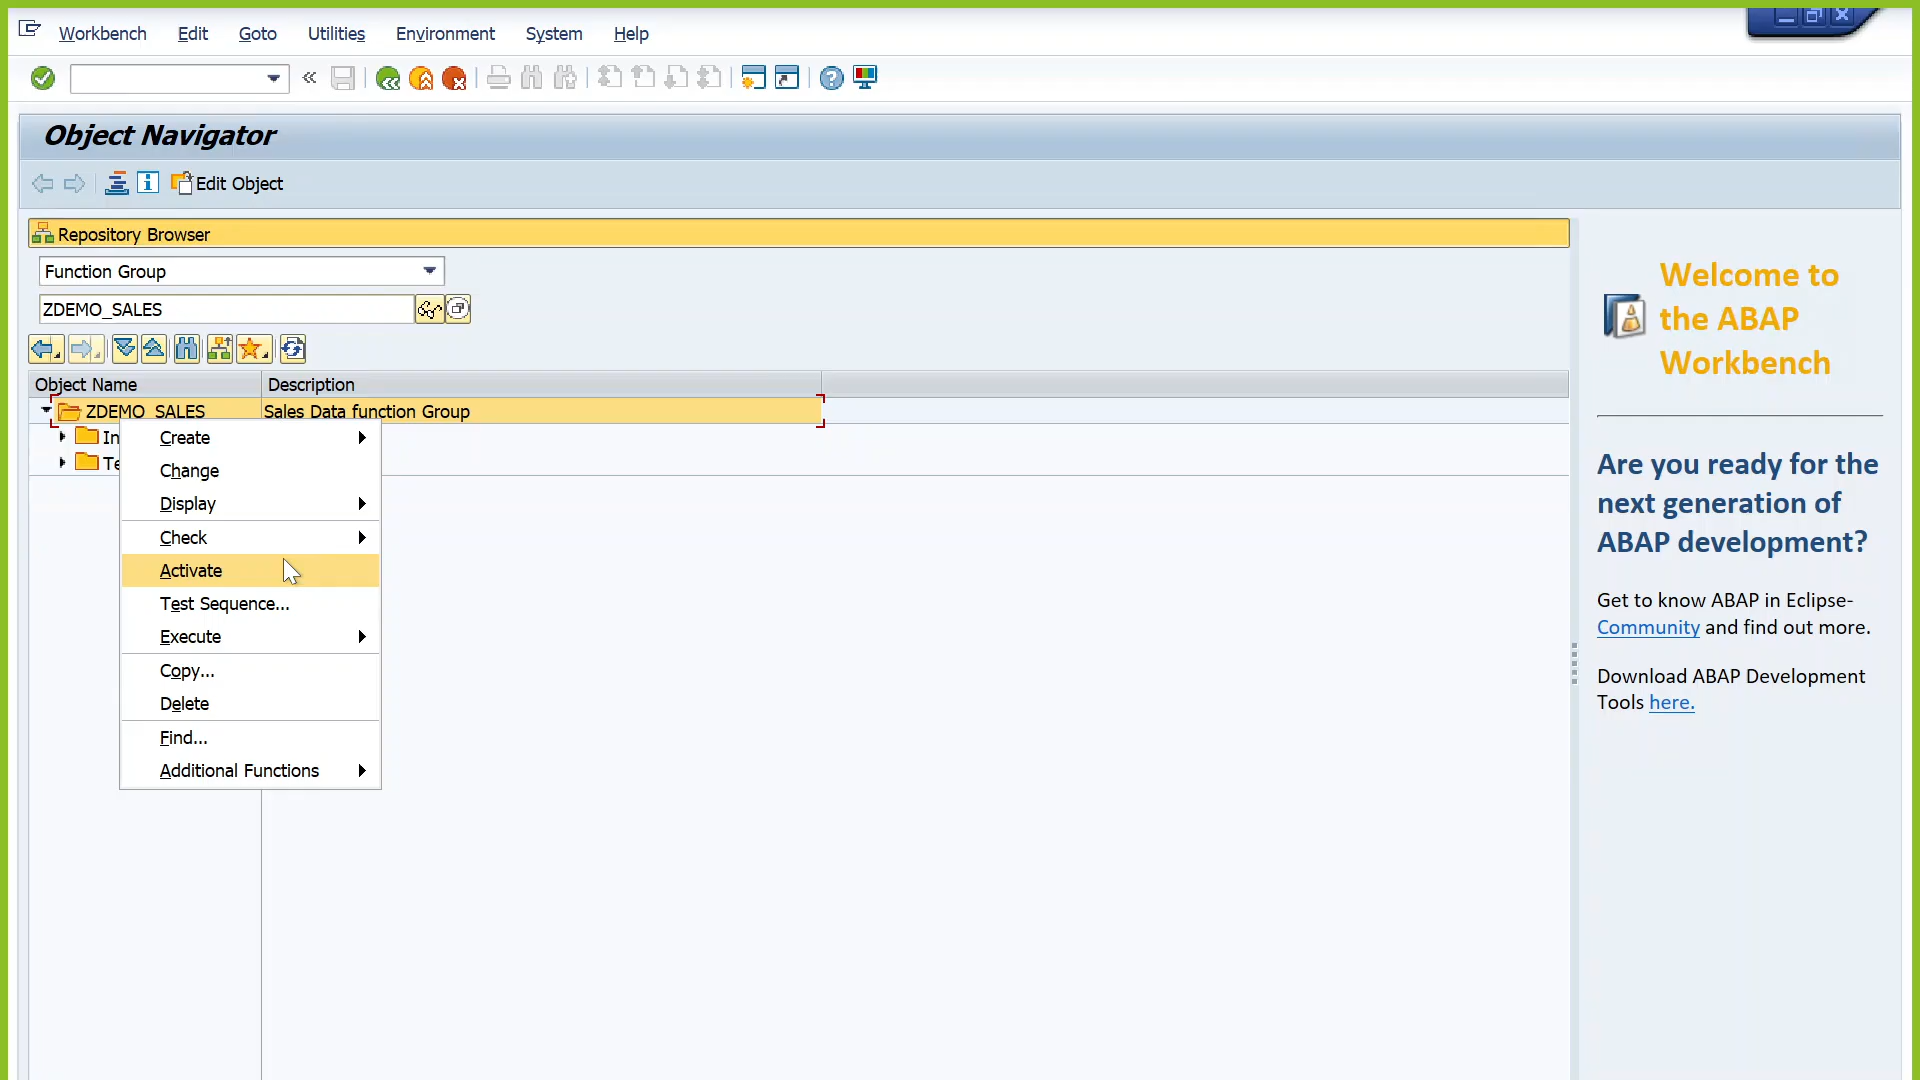 Workbench Edit Goto Utilities Environment System Help
Object Navigator
Edit Object
Repository Browser
Function Group
ZDEMO_SALES
Object Name Description
ZDEMO_SALES Sales Data function Group
In
Te
Create
Change
Display
Check
Activate
Test Sequence...
Execute
Copy...
Delete
Find...
Additional Functions
Welcome to
the ABAP
Workbench
Are you ready for the
next generation of
ABAP development?
Get to know ABAP in Eclipse-
Community and find out more.
Download ABAP Development
Tools here.